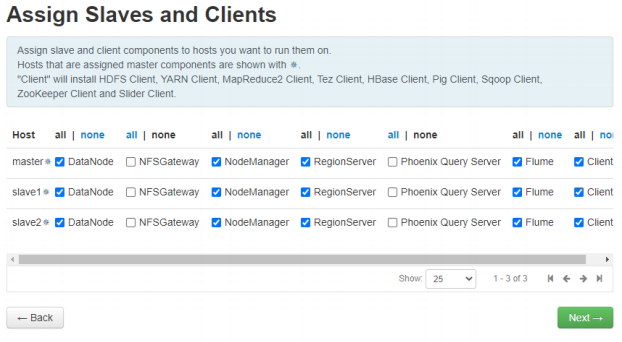 Assign Slaves and Clients
Assign slave and client components to hosts you want to run them on.
Hosts that are assigned master components are shown with ✵.
"Client" will install HDFS Client, YARN Client, MapReduce2 Client, Tez Client, HBase Client, Pig Client, Sqoop Client,
ZooKeeper Client and Slider Client.
Host all | none all | none all | none all | none all | none all | none all |
master✵ DataNode NFSGateway NodeManager RegionServer Phoenix Query Server Flume Client
slave1✵ DataNode NFSGateway NodeManager RegionServer Phoenix Query Server Flume Client
slave2✵ DataNode NFSGateway NodeManager RegionServer Phoenix Query Server Flume Client
Show: 25 1 - 3 of 3
← Back Next →